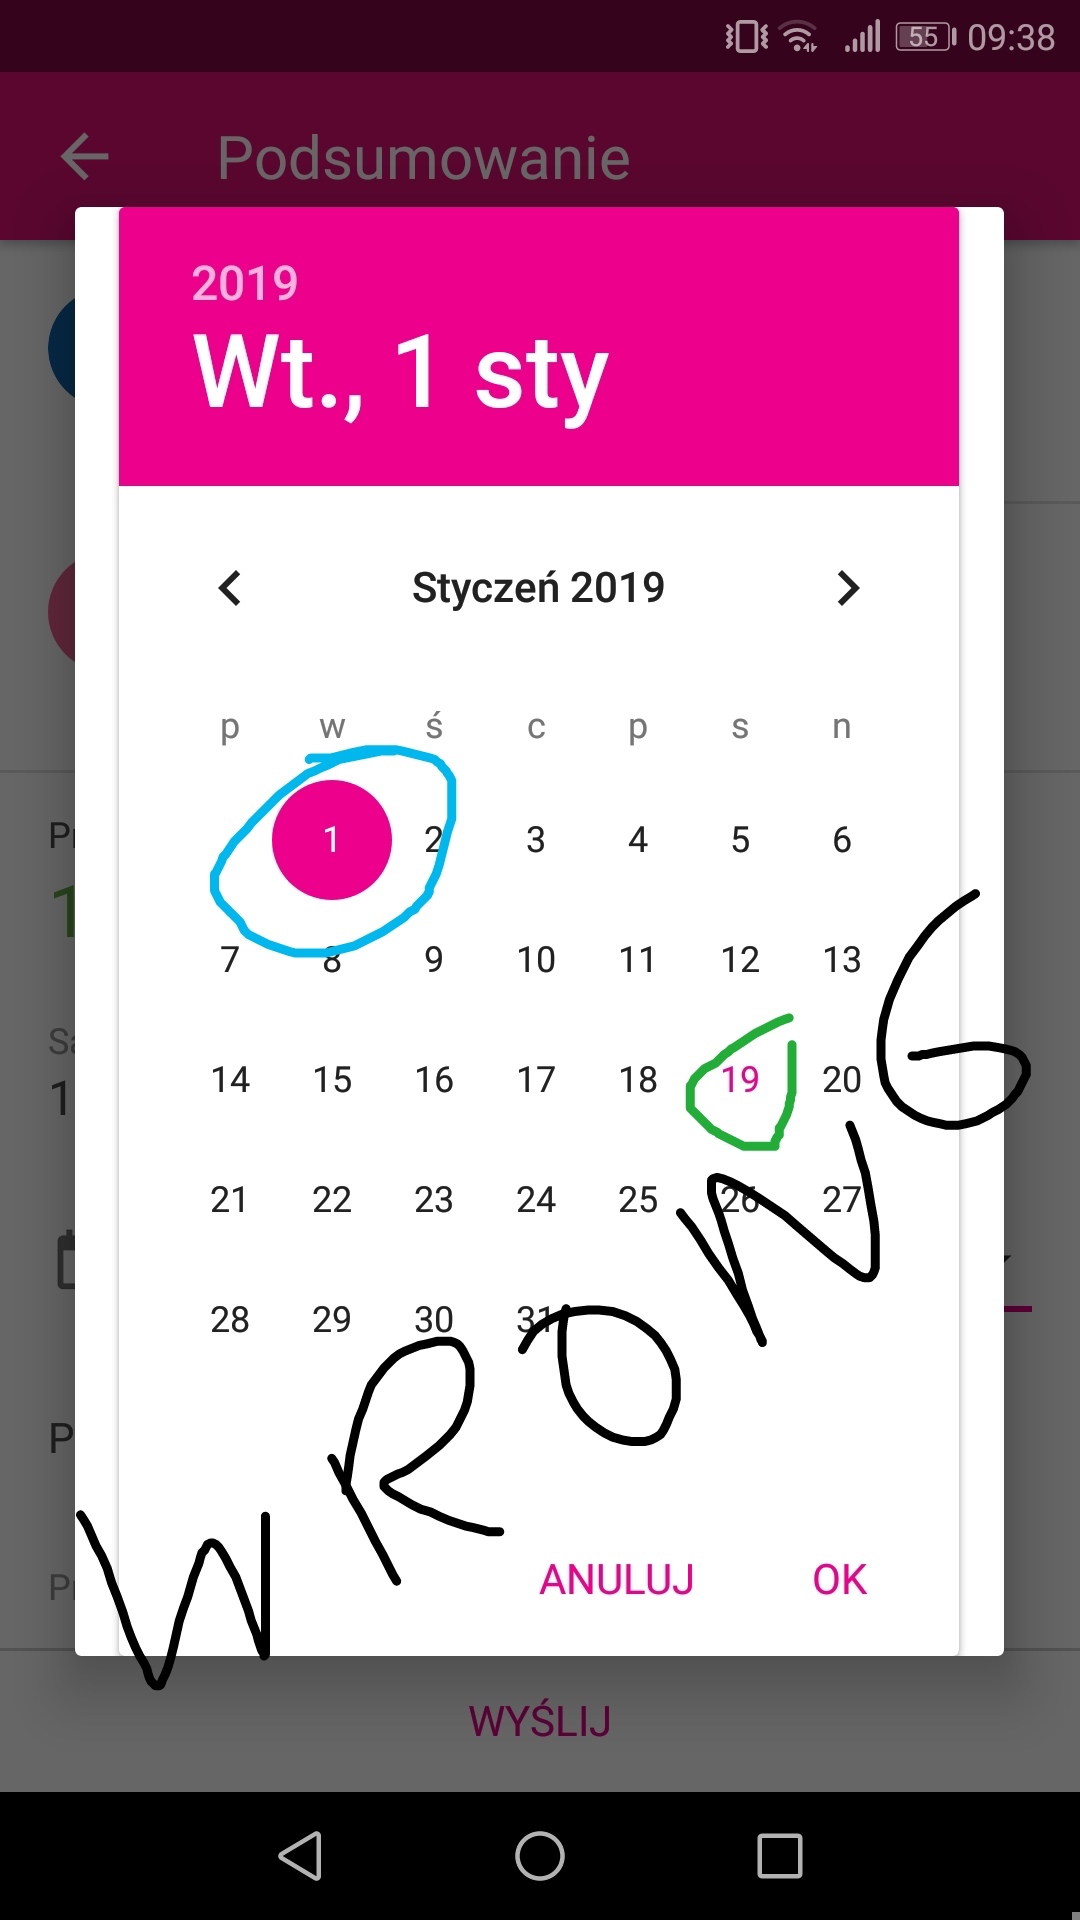 55 09:38
Podsumowanie
2019
Wt., 1 sty
Styczeń 2019
p w ś c p s n
1 2 3 4 5 6
7 8 9 10 11 12 13
14 15 16 17 18 19 20
21 22 23 24 25 26 27
28 29 30 31
WRONG
ANULUJ OK
WYŚLIJ